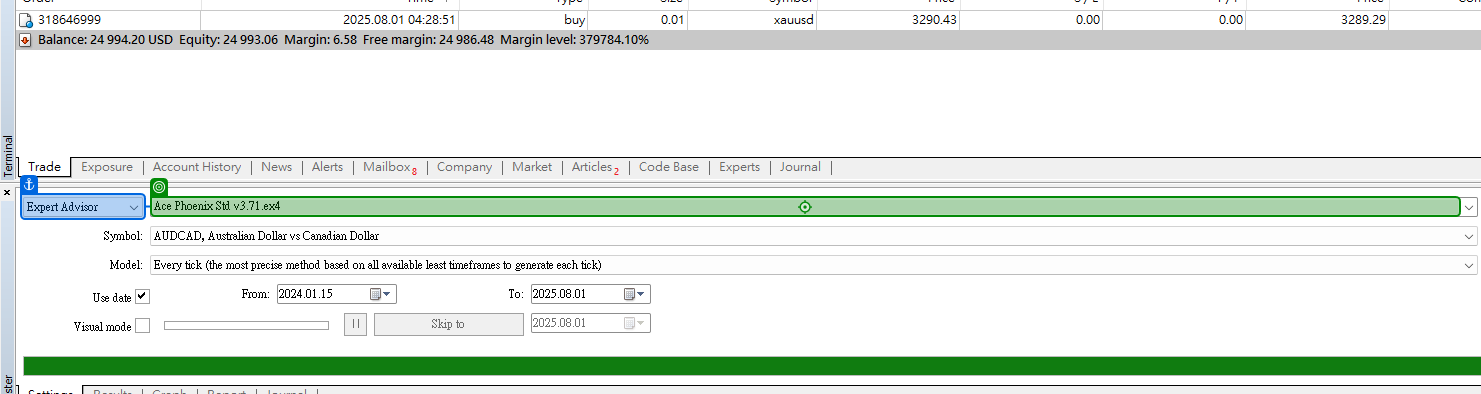 Order Time Type Size Symbol Price S / L T / P Price
318646999 2025.08.01 04:28:51 buy 0.01 xauusd 3290.43 0.00 0.00 3289.29
Balance: 24 994.20 USD Equity: 24 993.06 Margin: 6.58 Free margin: 24 986.48 Margin level: 379784.10%
Terminal
Trade Exposure Account History News Alerts Mailbox 8 Company Market Articles 2 Code Base Experts Journal
Expert Advisor Ace Phoenix Std v3.71.ex4
Symbol: AUDCAD, Australian Dollar vs Canadian Dollar
Model: Every tick (the most precise method based on all available least timeframes to generate each tick)
Use date From: 2024.01.15 To: 2025.08.01
Visual mode Skip to 2025.08.01
Settings Results Graph Report Journal